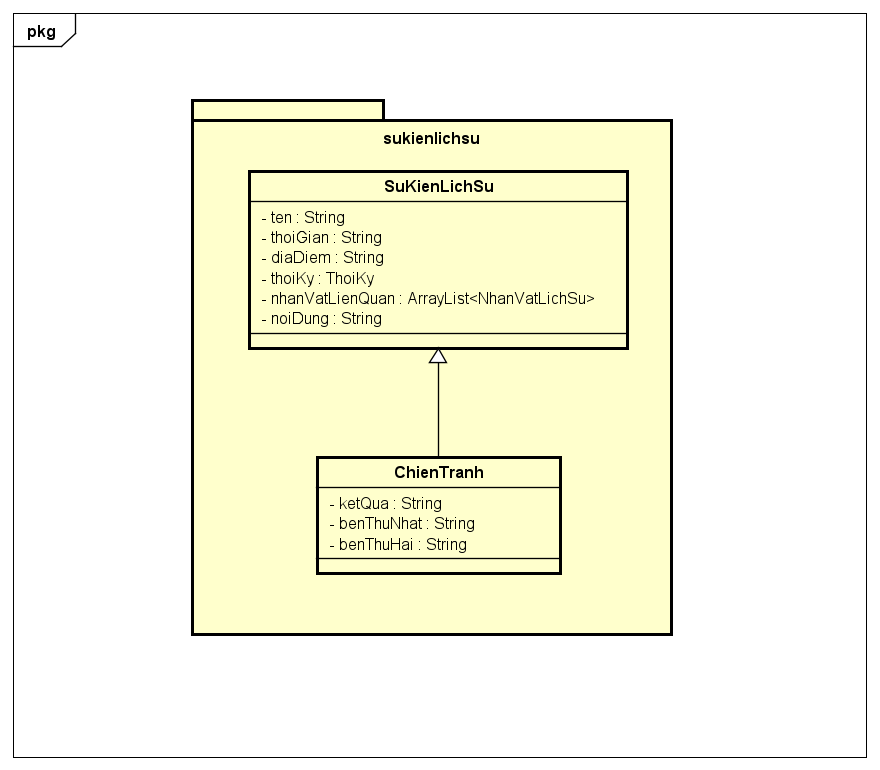 pkg
sukienlichsu
SuKienLichSu
- ten : String
- thoiGian : String
- diaDiem : String
- thoiKy : ThoiKy
- nhanVatLienQuan : ArrayList<NhanVatLichSu>
- noiDung : String
ChienTranh
- ketQua : String
- benThuNhat : String
- benThuHai : String